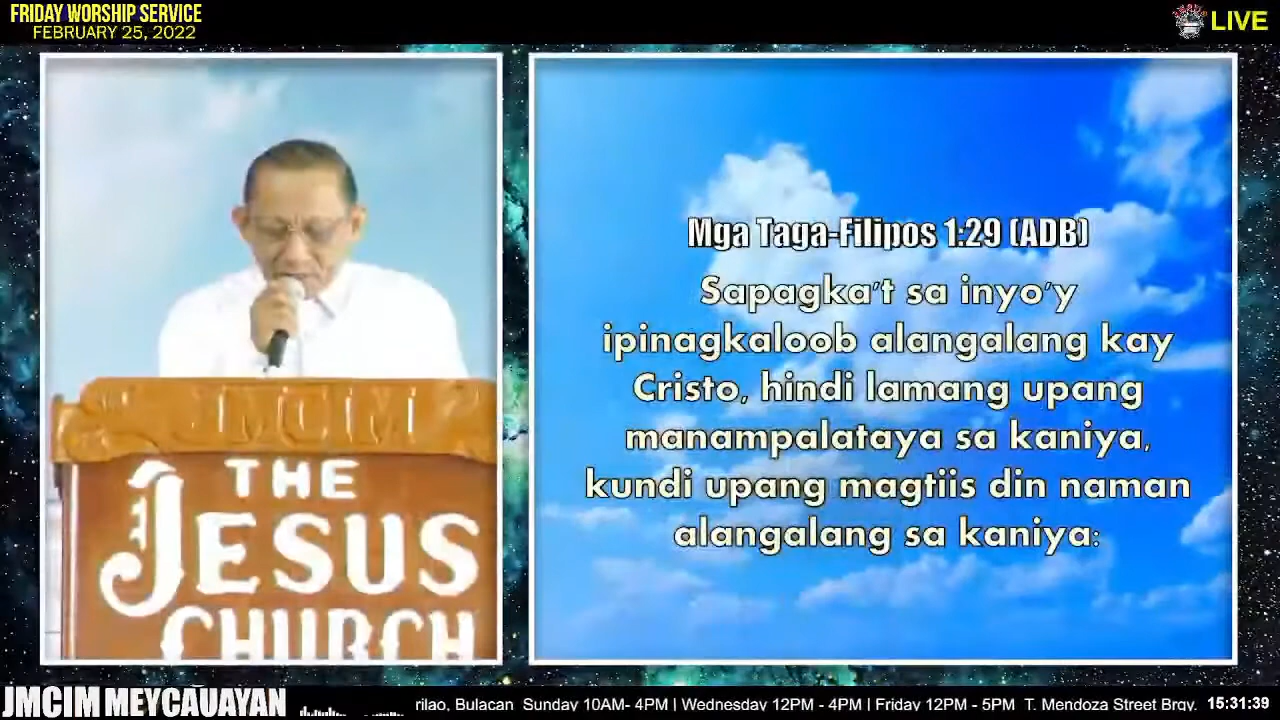 FRIDAY WORSHIP SERVICE
FEBRUARY 25, 2022
LIVE
JMCIM
THE
JESUS
CHURCH
Mga Taga-Filipos 1:29 (ADB)
Sapagka't sa inyo'y
ipinagkaloob alangalang kay
Cristo, hindi lamang upang
manampalataya sa kaniya,
kundi upang magtiis din naman
alangalang sa kaniya:
JMCIM MEYCAUAYAN
rilao, Bulacan Sunday 10AM- 4PM | Wednesday 12PM - 4PM | Friday 12PM - 5PM T. Mendoza Street Brgy.
15:31:39